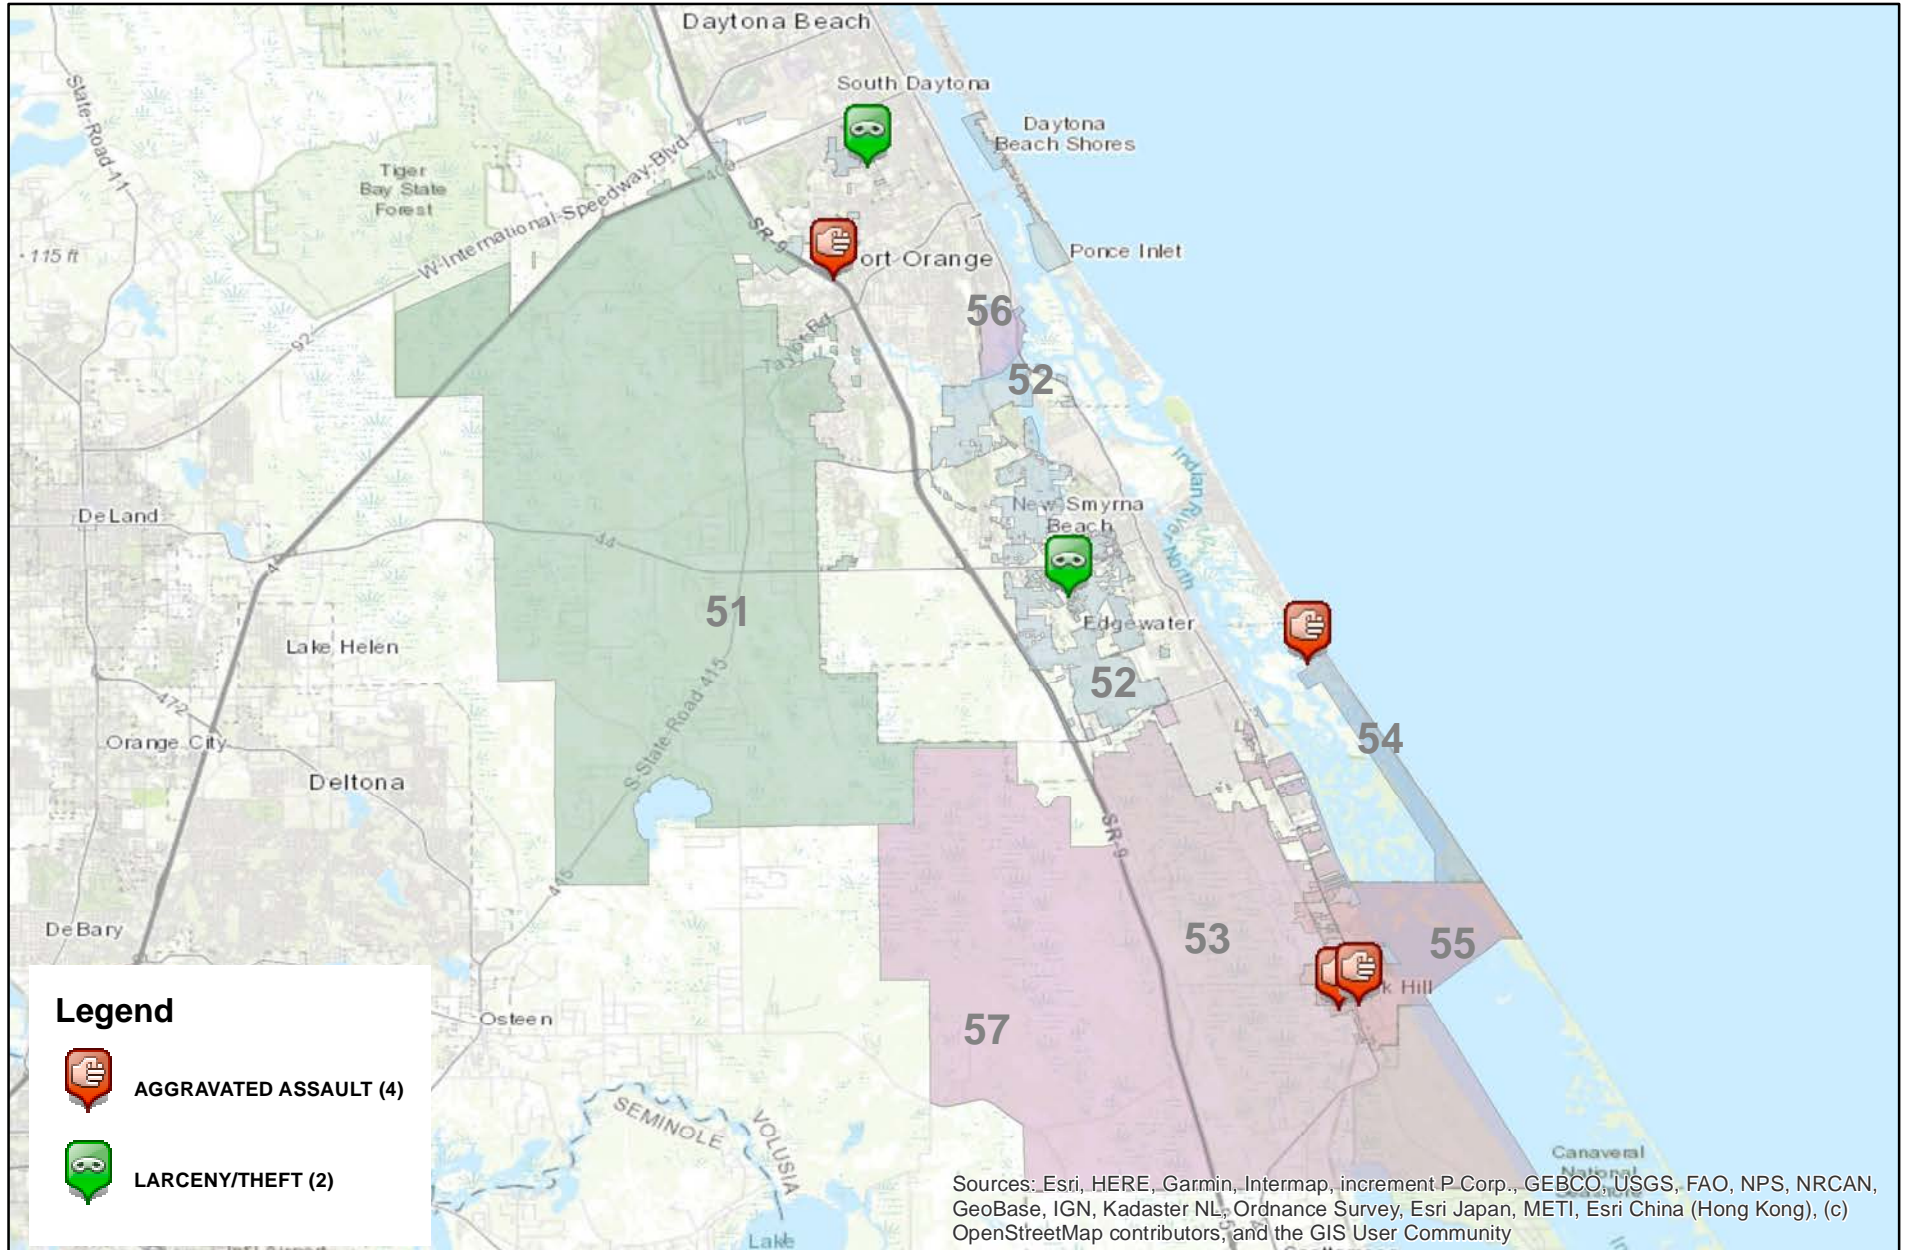 Daytona Beach
South Daytona
Daytona
Beach Shores
State-Road-11
Tiger
Bay State
Forest
W-International-Speedway-Blvd
400
SR-9
115 ft
ort Orange
Ponce Inlet
56
92
Taylor Rd
52
Indian River North
New Smyrna
Beach
DeLand
44
4
51
Edgewater
Lake Helen
52
S-State-Road-415
472
54
Orange City
Deltona
SR-9
415
DeBary
53
55
k Hill
Legend
Osteen
57
AGGRAVATED ASSAULT (4)
SEMINOLE
VOLUSIA
LARCENY/THEFT (2)
Canaveral
National
Seashore
Sources: Esri, HERE, Garmin, Intermap, increment P Corp., GEBCO, USGS, FAO, NPS, NRCAN,
GeoBase, IGN, Kadaster NL, Ordnance Survey, Esri Japan, METI, Esri China (Hong Kong), (c)
OpenStreetMap contributors, and the GIS User Community
Lake